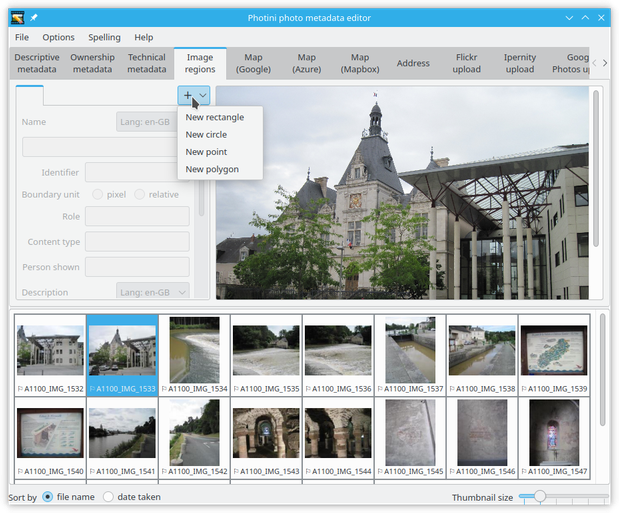 Photini photo metadata editor
File Options Spelling Help
Descriptive metadata
Ownership metadata
Technical metadata
Image regions
Map (Google)
Map (Azure)
Map (Mapbox)
Address
Flickr upload
Ipernity upload
Goog
Photos up
+
New rectangle
New circle
New point
New polygon
Name Lang: en-GB
Identifier
Boundary unit pixel relative
Role
Content type
Person shown
Description Lang: en-GB
A1100_IMG_1532 A1100_IMG_1533 A1100_IMG_1534 A1100_IMG_1535 A1100_IMG_1536 A1100_IMG_1537 A1100_IMG_1538 A1100_IMG_1539
A1100_IMG_1540 A1100_IMG_1541 A1100_IMG_1542 A1100_IMG_1543 A1100_IMG_1544 A1100_IMG_1545 A1100_IMG_1546 A1100_IMG_1547
Sort by file name date taken Thumbnail size